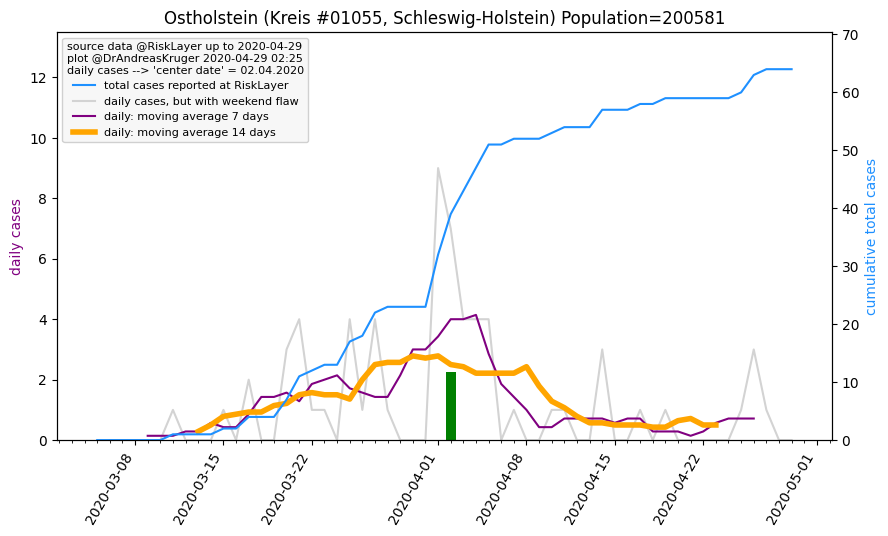 Ostholstein (Kreis #01055, Schleswig-Holstein) Population=200581
source data @RiskLayer up to 2020-04-29
plot @DrAndreasKruger 2020-04-29 02:25
daily cases --> 'center date' = 02.04.2020
total cases reported at RiskLayer
daily cases, but with weekend flaw
daily: moving average 7 days
daily: moving average 14 days
daily cases
12
10
8
6
4
2
0
70
60
50
40
30
20
10
0
cumulative total cases
2020-03-08
2020-03-15
2020-03-22
2020-04-01
2020-04-08
2020-04-15
2020-04-22
2020-05-01